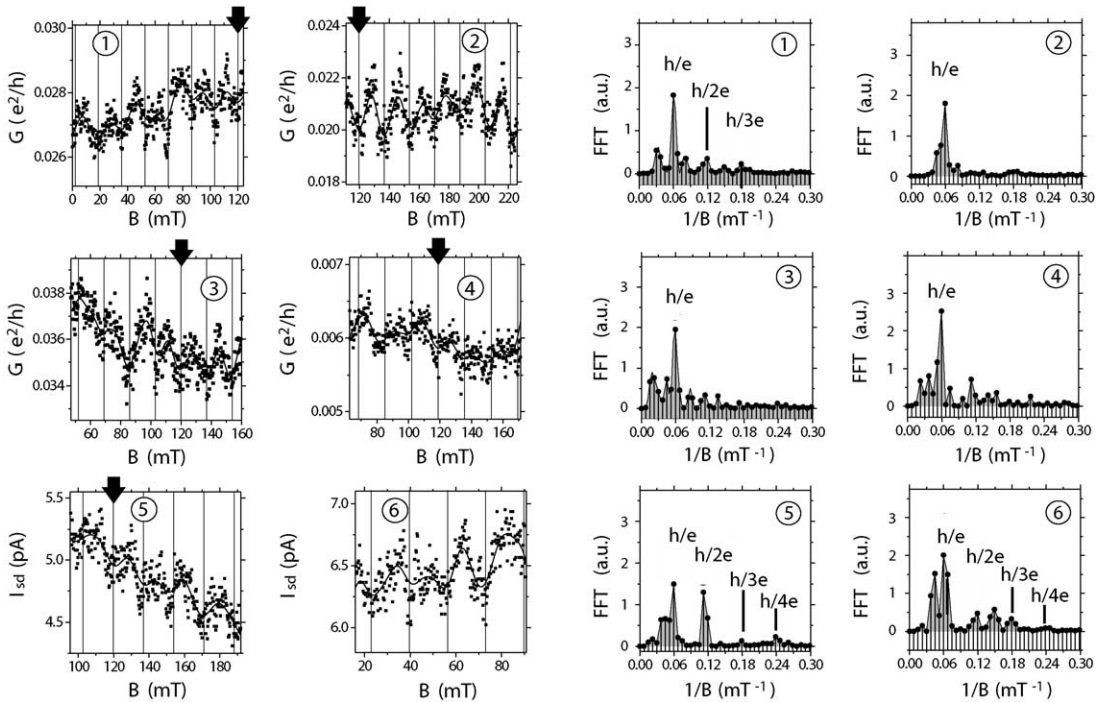 0.030
0.028
0.026
G ( e²/h)
1
0 20 40 60 80 100 120
B (mT)
0.024
0.022
0.020
0.018
G ( e²/h)
2
120 140 160 180 200 220
B (mT)
3
2
1
0
FFT (a.u.)
1
h/e
h/2e
h/3e
0.00 0.06 0.12 0.18 0.24 0.30
1/B (mT⁻¹)
3
2
1
0
FFT (a.u.)
2
h/e
0.00 0.06 0.12 0.18 0.24 0.30
1/B (mT⁻¹)
0.038
0.036
0.034
G ( e²/h)
3
60 80 100 120 140 160
B (mT)
0.007
0.006
0.005
G ( e²/h)
4
80 100 120 140 160
B (mT)
3
2
1
0
FFT (a.u.)
3
h/e
0.00 0.06 0.12 0.18 0.24 0.30
1/B (mT⁻¹)
3
2
1
0
FFT (a.u.)
4
h/e
0.00 0.06 0.12 0.18 0.24 0.30
1/B (mT⁻¹)
5.5
5.0
4.5
I sd (pA)
5
100 120 140 160 180
B (mT)
7.0
6.5
6.0
I sd (pA)
6
20 40 60 80
B (mT)
3
2
1
0
FFT (a.u.)
5
h/e
h/2e
h/3e
h/4e
0.00 0.06 0.12 0.18 0.24 0.30
1/B (mT⁻¹)
3
2
1
0
FFT (a.u.)
6
h/e
h/2e
h/3e
h/4e
0.00 0.06 0.12 0.18 0.24 0.30
1/B (mT⁻¹)